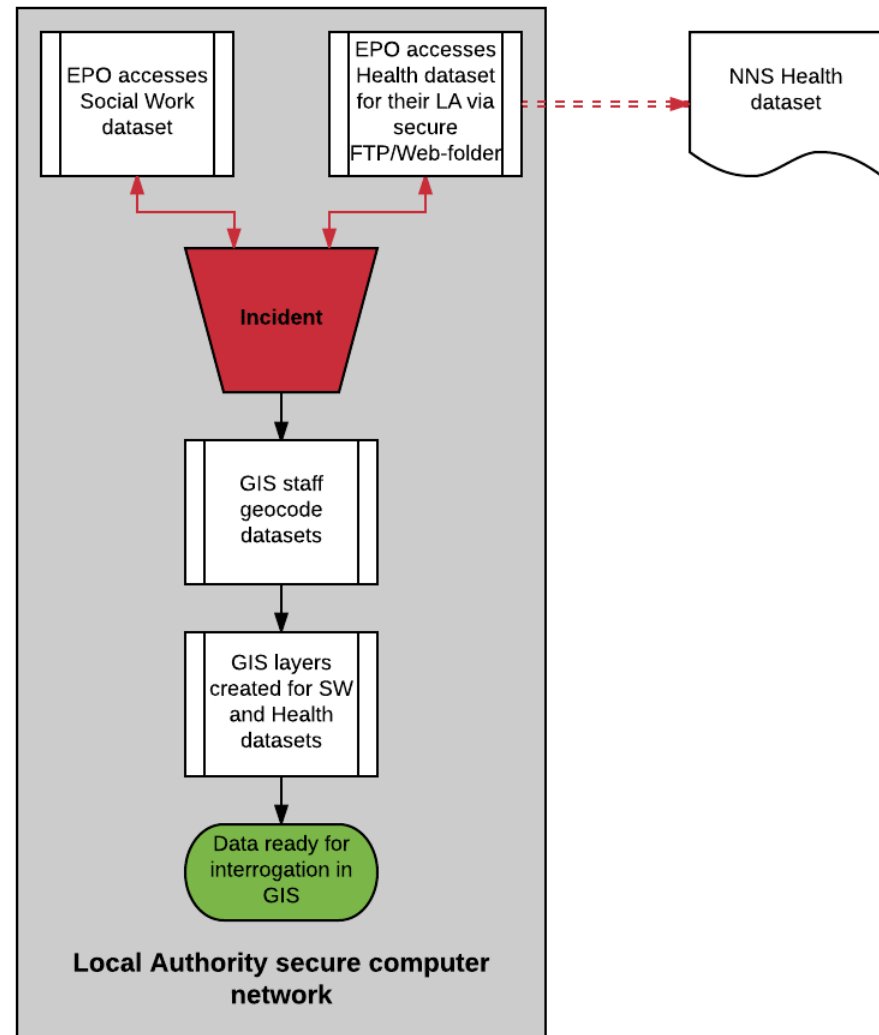 EPO accesses
Social Work
dataset
EPO accesses
Health dataset
for their LA via
secure
FTP/Web-folder
NNS Health
dataset
Incident
GIS staff
geocode
datasets
GIS layers
created for SW
and Health
datasets
Data ready for
interrogation in
GIS
Local Authority secure computer
network